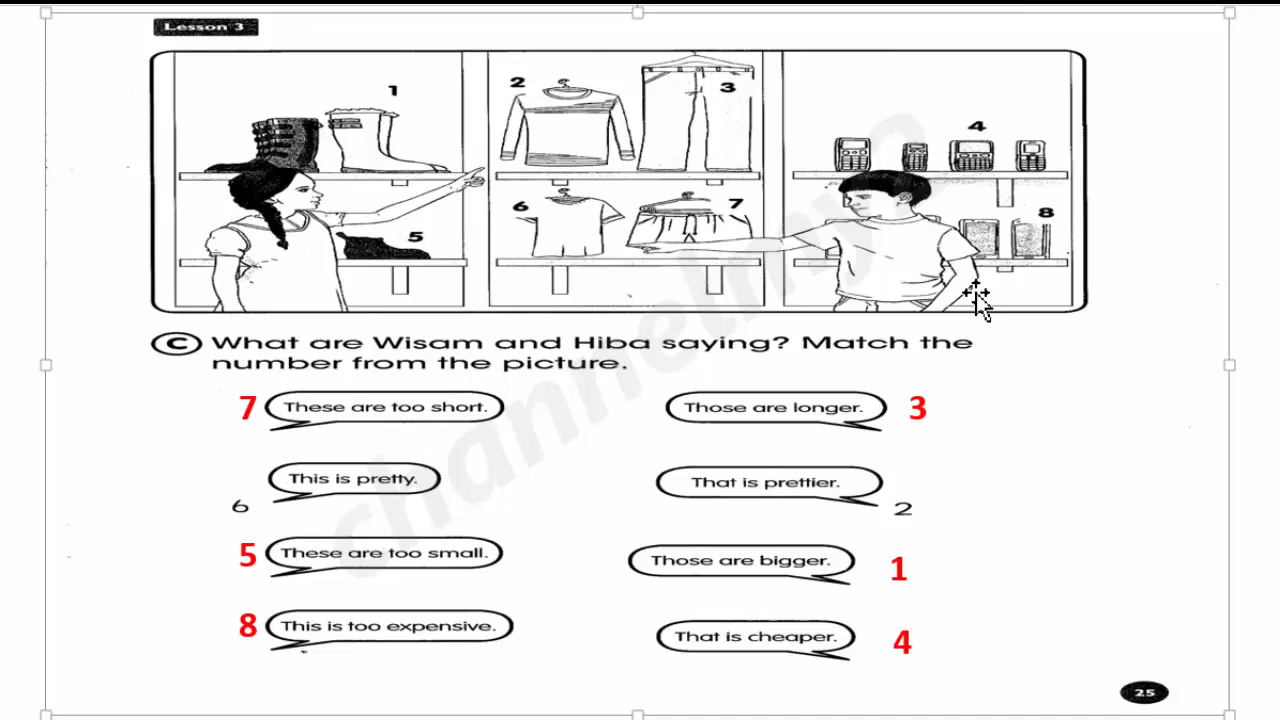 Lesson 3
1
2
3
4
5
6
7
8
C What are Wisam and Hiba saying? Match the
number from the picture.
7 These are too short.
Those are longer. 3
This is pretty.
6
That is prettier.
2
5 These are too small.
Those are bigger. 1
8 This is too expensive.
That is cheaper. 4
25